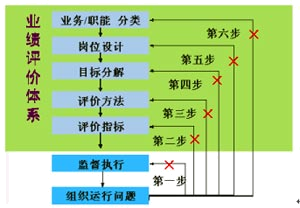 业绩评价体系
业务/职能 分类
第六步
岗位设计
第五步
目标分解
第四步
评价方法
第三步
评价指标
第二步
监督执行
第一步
组织运行问题